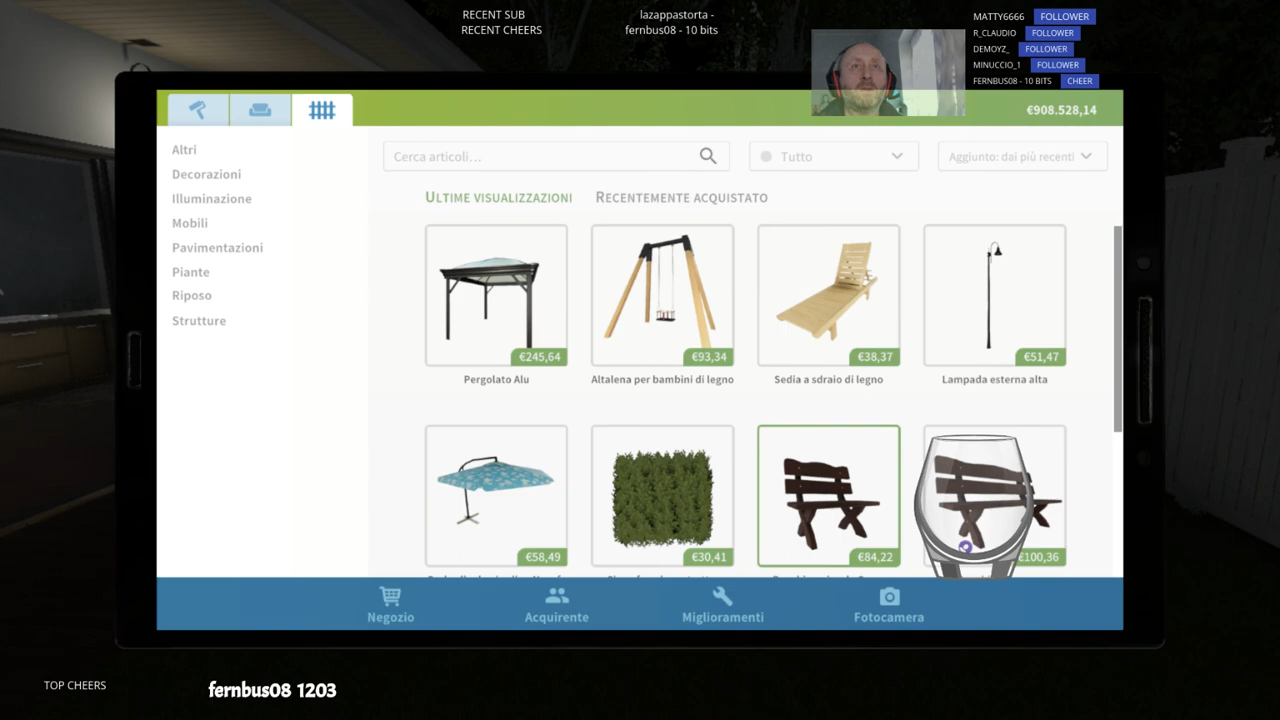 RECENT SUB
lazappastorta -
RECENT CHEERS
fernbus08 - 10 bits
MATTY6666 FOLLOWER
R_CLAUDIO FOLLOWER
DEMOYZ_ FOLLOWER
MINUCCIO_1 FOLLOWER
FERNBUS08 - 10 BITS CHEER
€908.528,14
Altri
Decorazioni
Illuminazione
Mobili
Pavimentazioni
Piante
Riposo
Strutture
Cerca articoli...
Tutto
Aggiunto: dai più recenti
ULTIME VISUALIZZAZIONI
RECENTEMENTE ACQUISTATO
€245,64
€93,34
€38,37
€51,47
Pergolato Alu
Altalena per bambini di legno
Sedia a sdraio di legno
Lampada esterna alta
€58,49
€30,41
€84,22
€100,36
Negozio
Acquirente
Miglioramenti
Fotocamera
TOP CHEERS
fernbus08 1203